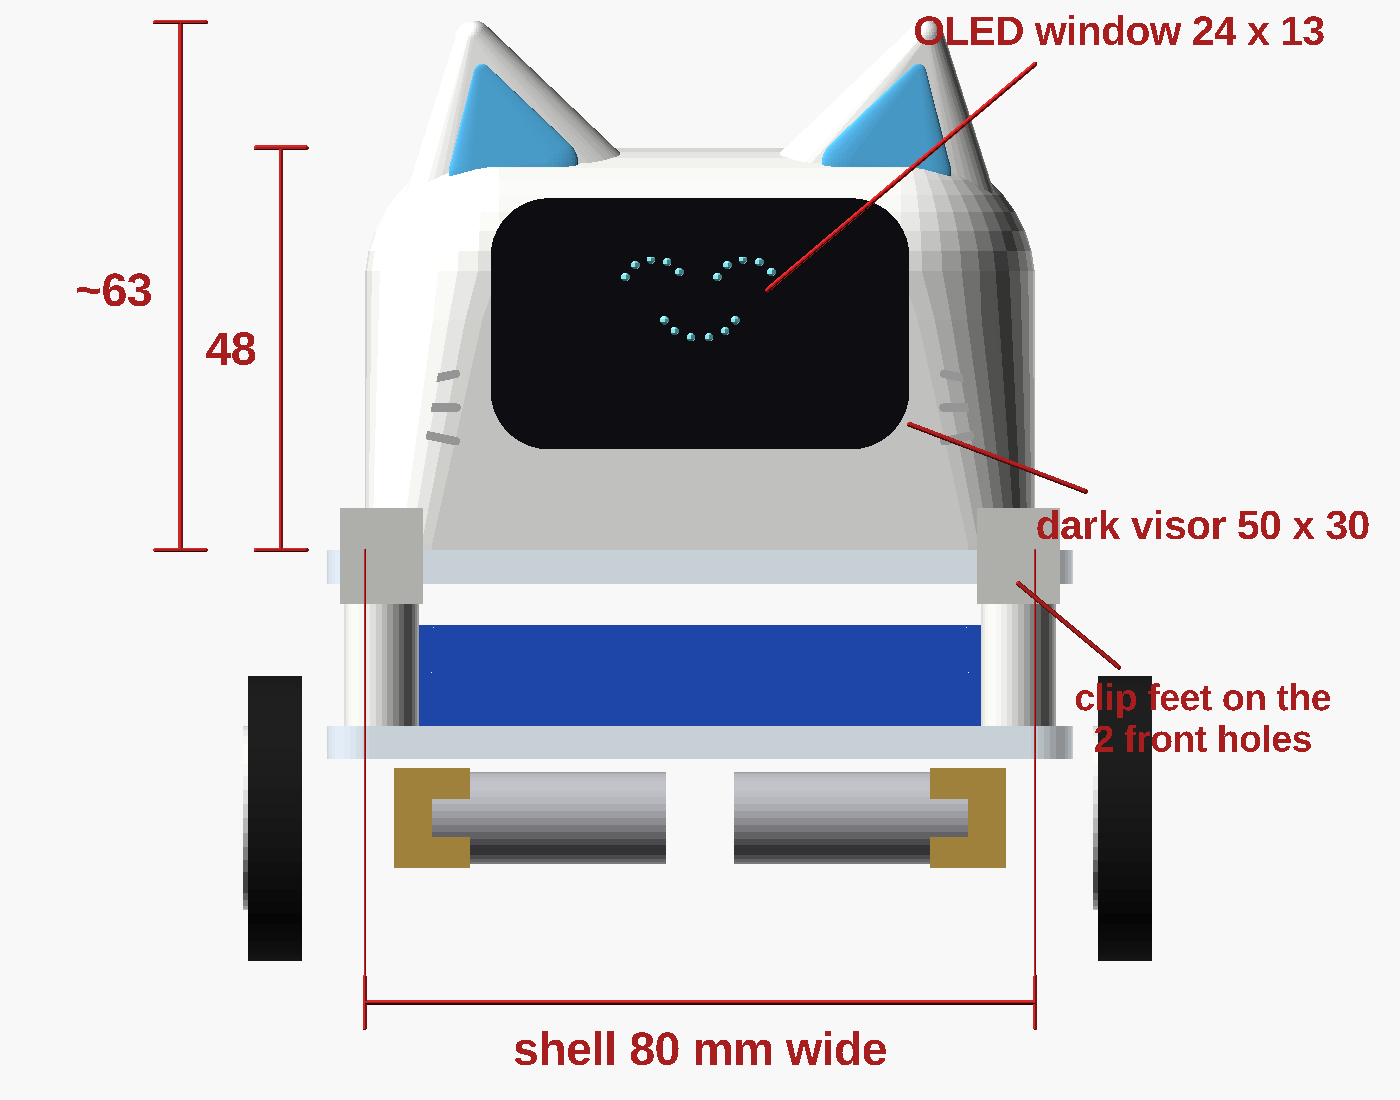 OLED window 24 x 13
~63
48
dark visor 50 x 30
clip feet on the
2 front holes
shell 80 mm wide